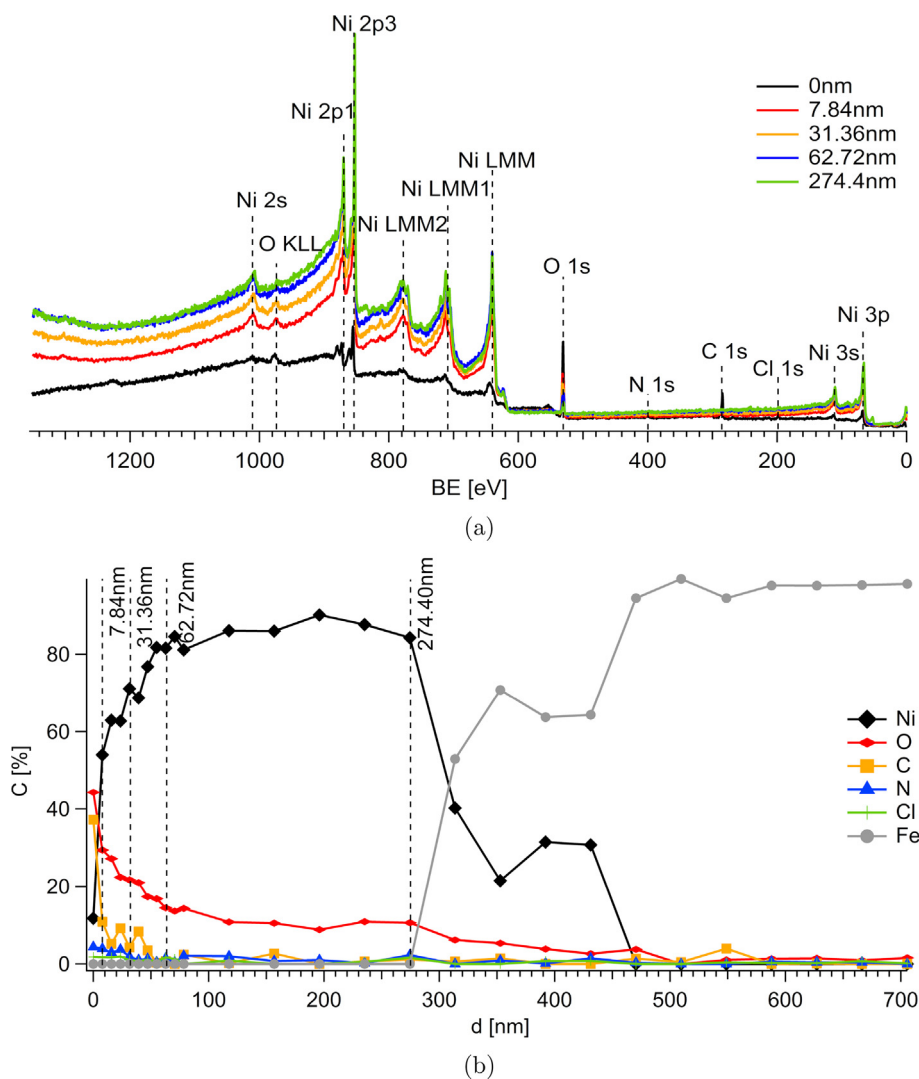 Ni 2p3
Ni 2p1
Ni LMM
Ni LMM1
Ni 2s
Ni LMM2
O KLL
O 1s
Ni 3p
C 1s
Ni 3s
N 1s
Cl 1s
0nm
7.84nm
31.36nm
62.72nm
274.4nm
1200 1000 800 600 400 200 0
BE [eV]
(a)
7.84nm
31.36nm
62.72nm
274.40nm
80
60
40
20
0
C [%]
Ni
O
C
N
Cl
Fe
0 100 200 300 400 500 600 700
d [nm]
(b)